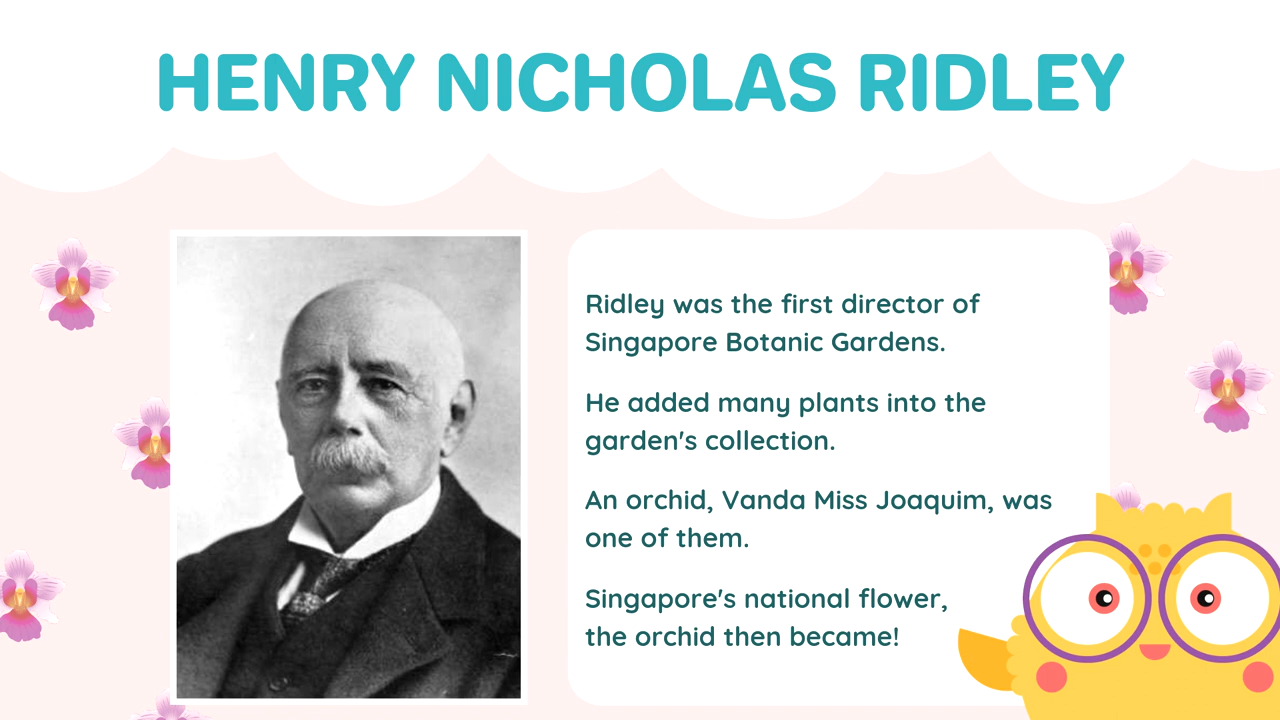 HENRY NICHOLAS RIDLEY
Ridley was the first director of
Singapore Botanic Gardens.
He added many plants into the
garden's collection.
An orchid, Vanda Miss Joaquim, was
one of them.
Singapore's national flower,
the orchid then became!